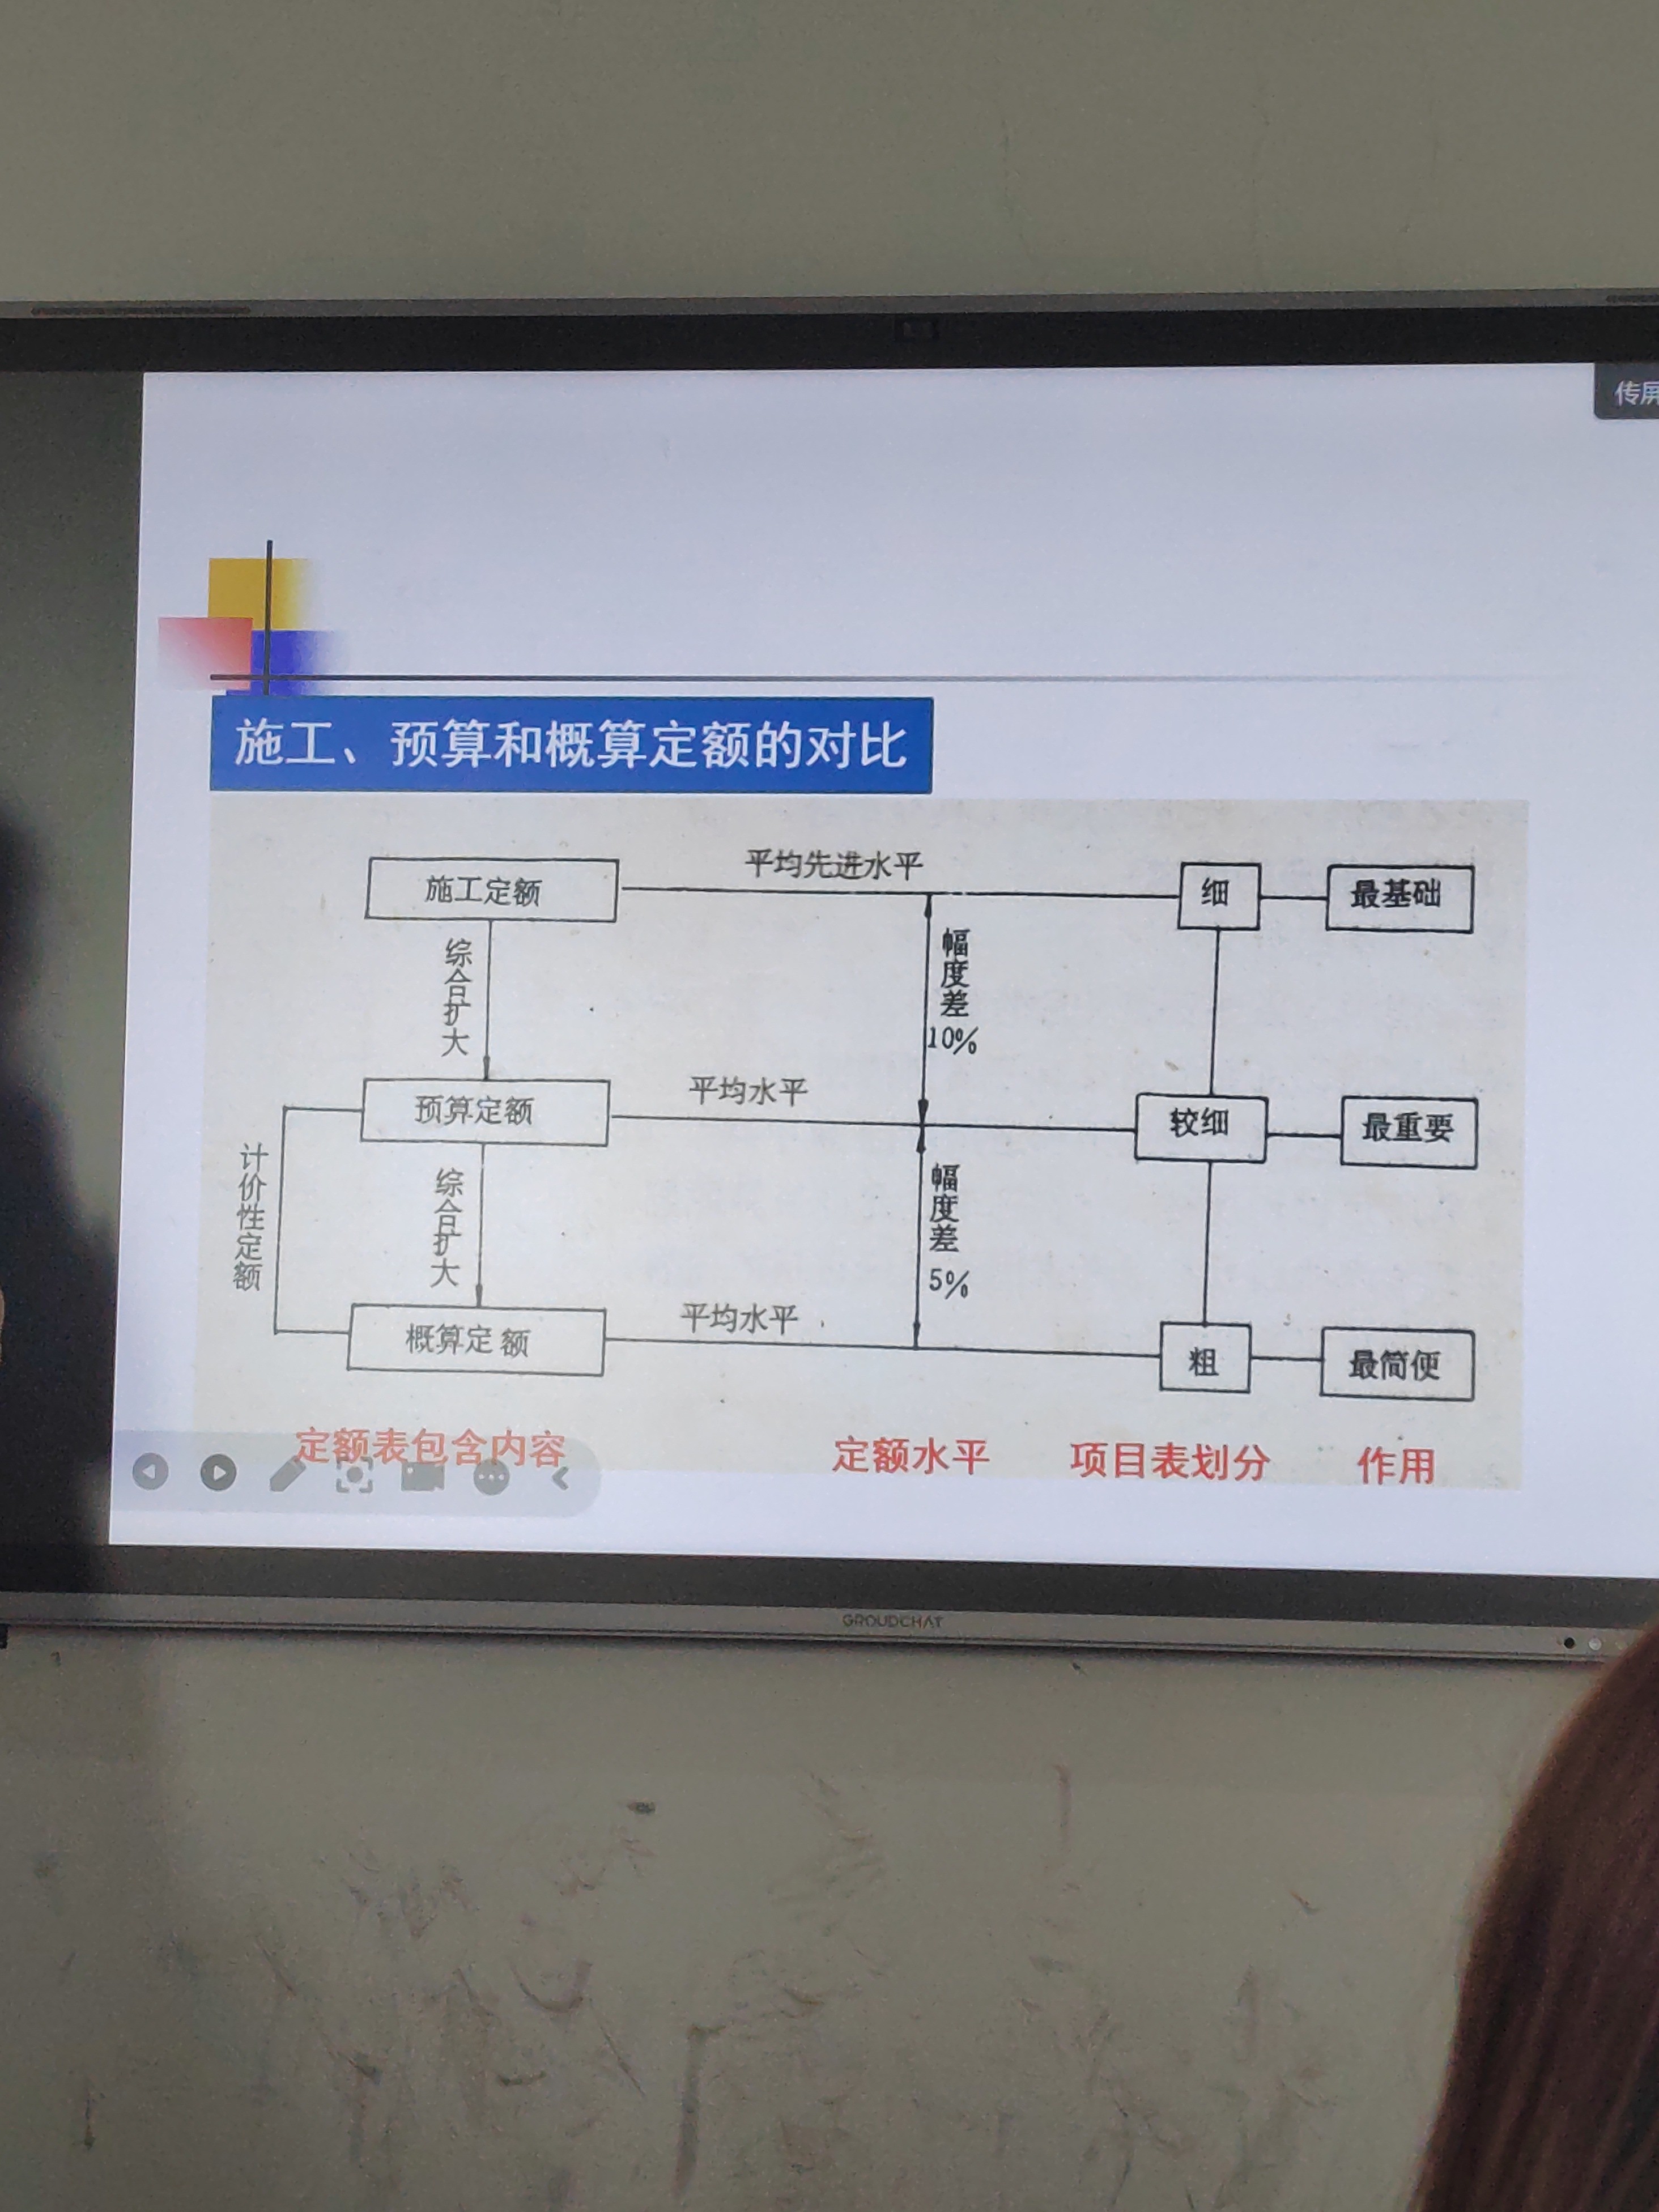 传屏
施工、预算和概算定额的对比
施工定额
平均先进水平
细
最基础
综合扩大
幅度差
10%
预算定额
平均水平
较细
最重要
计价性定额
综合扩大
幅度差
5%
概算定额
平均水平
粗
最简便
定额表包含内容
定额水平
项目表划分
作用
GROUDCHAT